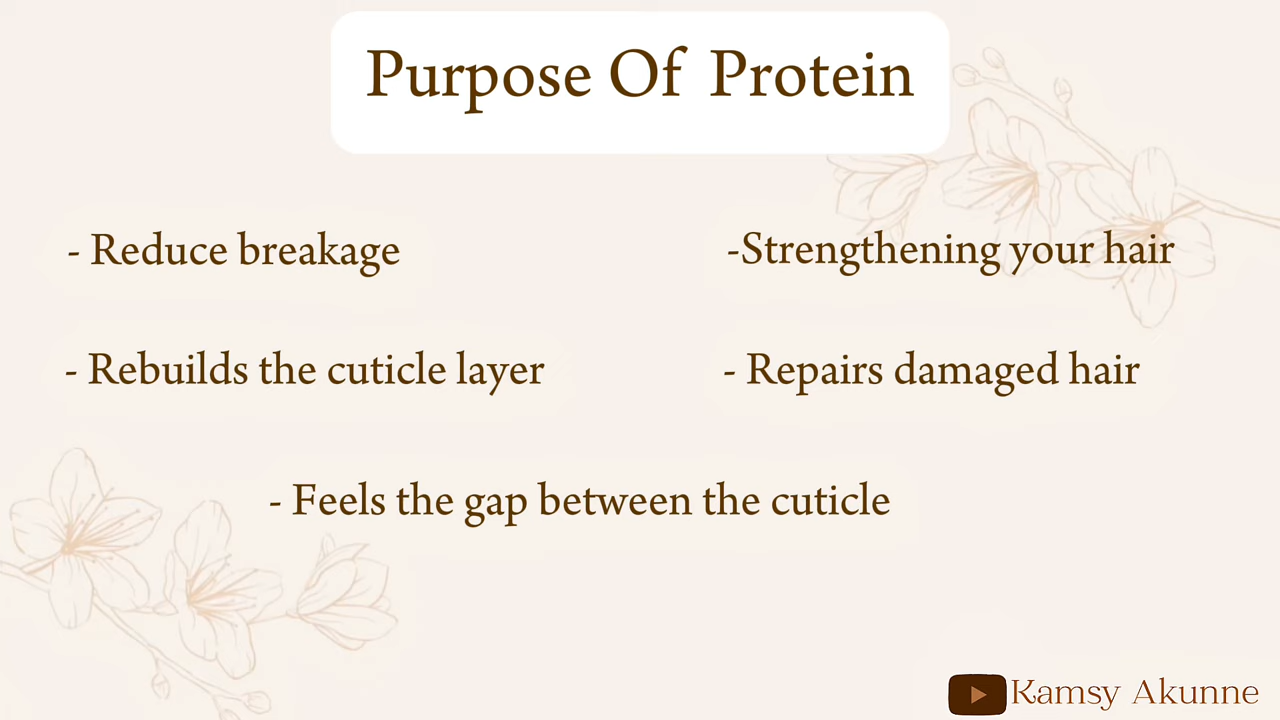 Purpose Of Protein
- Reduce breakage
-Strengthening your hair
- Rebuilds the cuticle layer
- Repairs damaged hair
- Feels the gap between the cuticle
Kamsy Akunne